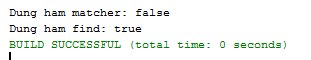 Dung ham matcher: false
Dung ham find: true
BUILD SUCCESSFUL (total time: 0 seconds)